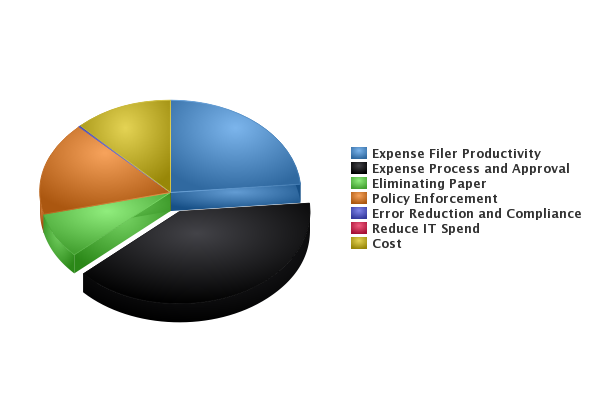 Expense Filer Productivity
Expense Process and Approval
Eliminating Paper
Policy Enforcement
Error Reduction and Compliance
Reduce IT Spend
Cost